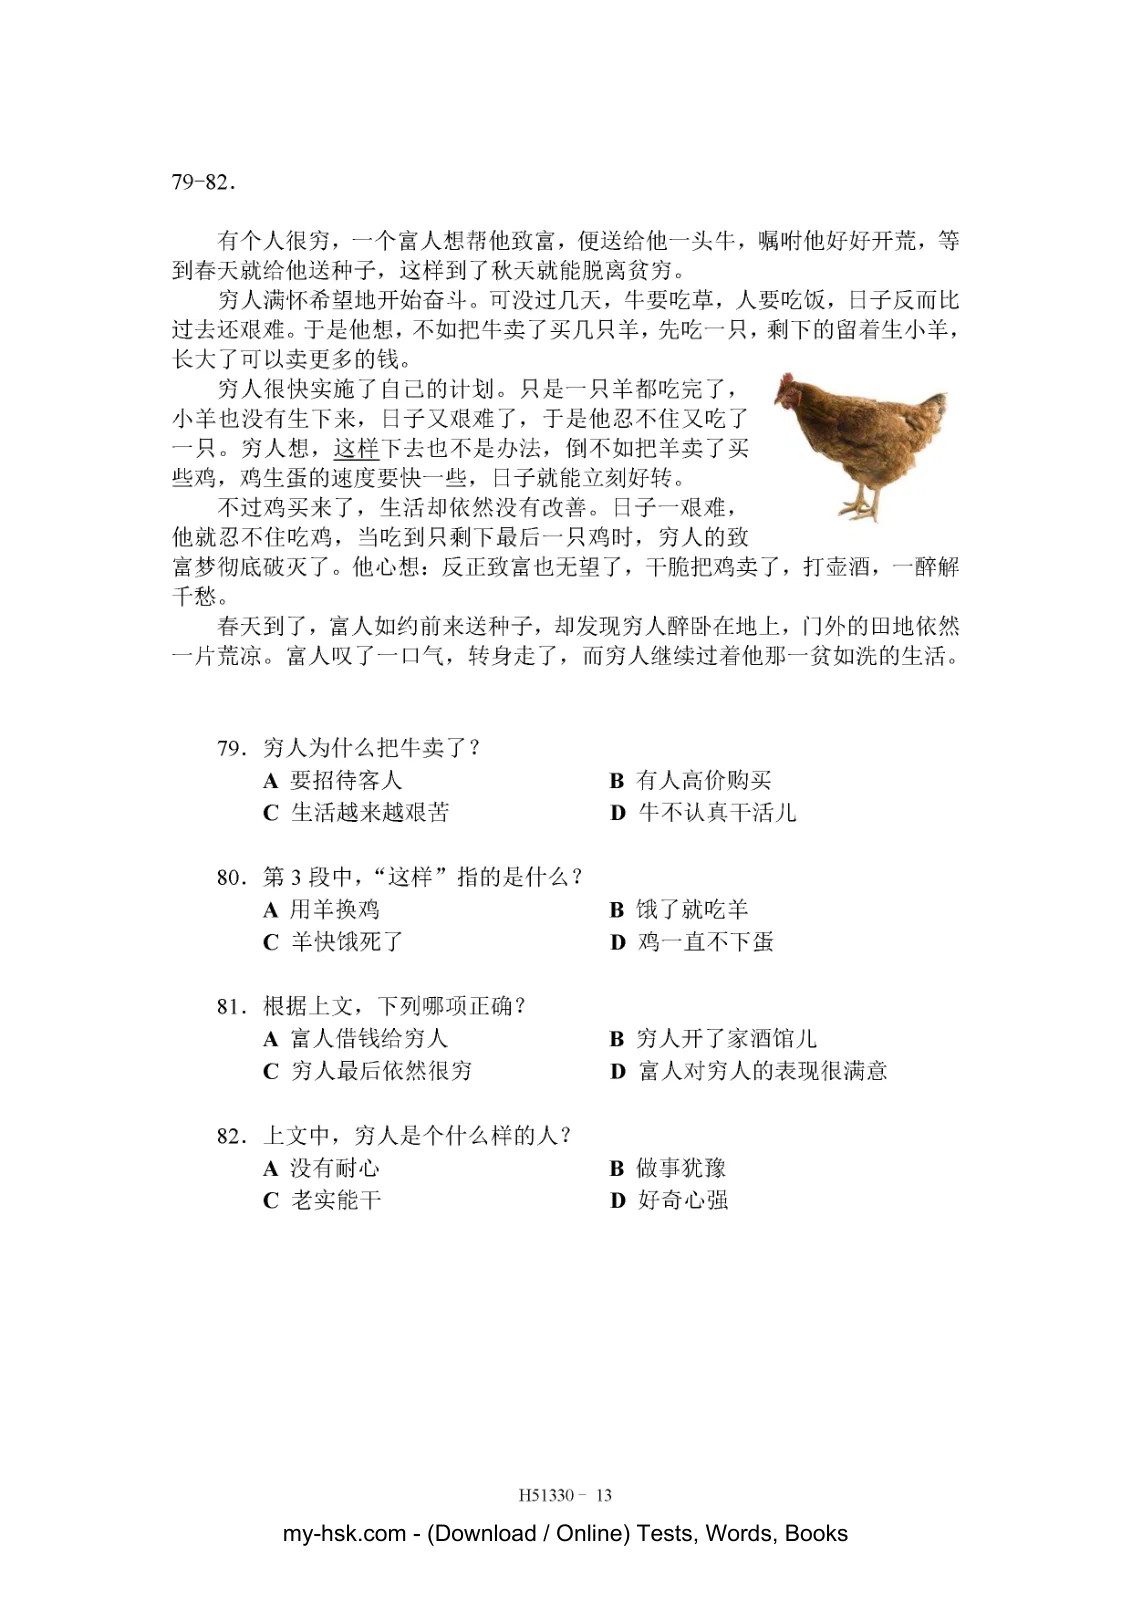 79-82.
有个人很穷，一个富人想帮他致富，便送给他一头牛，嘱咐他好好开荒，等
到春天就给他送种子，这样到了秋天就能脱离贫穷。
穷人满怀希望地开始奋斗。可没过几天，牛要吃草，人要吃饭，日子反而比
过去还艰难。于是他想，不如把牛卖了买几只羊，先吃一只，剩下的留着生小羊，
长大了可以卖更多的钱。
穷人很快实施了自己的计划。只是一只羊都吃完了，
小羊也没有生下来，日子又艰难了，于是他忍不住又吃了
一只。穷人想，这样下去也不是办法，倒不如把羊卖了买
些鸡，鸡生蛋的速度要快一些，日子就能立刻好转。
不过鸡买来了，生活却依然没有改善。日子一艰难，
他就忍不住吃鸡，当吃到只剩下最后一只鸡时，穷人的致
富梦彻底破灭了。他心想：反正致富也无望了，干脆把鸡卖了，打壶酒，一醉解
千愁。
春天到了，富人如约前来送种子，却发现穷人醉卧在地上，门外的田地依然
一片荒凉。富人叹了一口气，转身走了，而穷人继续过着他那一贫如洗的生活。
79．穷人为什么把牛卖了？
A 要招待客人 B 有人高价购买
C 生活越来越艰苦 D 牛不认真干活儿
80．第 3 段中，“这样”指的是什么？
A 用羊换鸡 B 饿了就吃羊
C 羊快饿死了 D 鸡一直不下蛋
81．根据上文，下列哪项正确？
A 富人借钱给穷人 B 穷人开了家酒馆儿
C 穷人最后依然很穷 D 富人对穷人的表现很满意
82．上文中，穷人是个什么样的人？
A 没有耐心 B 做事犹豫
C 老实能干 D 好奇心强
H51330－ 13
my-hsk.com - (Download / Online) Tests, Words, Books